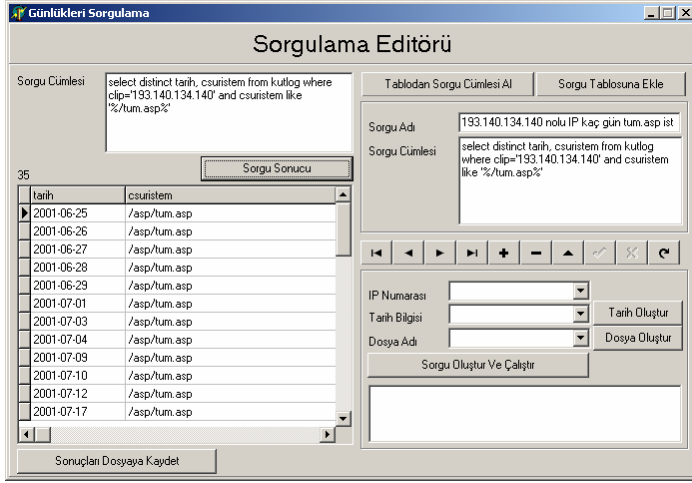 Günlükleri Sorgulama
Sorgulama Editörü
Sorgu Cümlesi
select distinct tarih, csuristem from kutlog where
clip='193.140.134.140' and csuristem like
'%/tum.asp%'
35
Sorgu Sonucu
tarih csuristem
2001-06-25 /asp/tum.asp
2001-06-26 /asp/tum.asp
2001-06-27 /asp/tum.asp
2001-06-28 /asp/tum.asp
2001-06-29 /asp/tum.asp
2001-07-01 /asp/tum.asp
2001-07-03 /asp/tum.asp
2001-07-04 /asp/tum.asp
2001-07-09 /asp/tum.asp
2001-07-10 /asp/tum.asp
2001-07-12 /asp/tum.asp
2001-07-17 /asp/tum.asp
Sonuçları Dosyaya Kaydet
Tablodan Sorgu Cümlesi Al
Sorgu Tablosuna Ekle
Sorgu Adı
193.140.134.140 nolu IP kaç gün tum.asp ist
Sorgu Cümlesi
select distinct tarih, csuristem from kutlog
where clip='193.140.134.140' and csuristem
like '%/tum.asp%'
IP Numarası
Tarih Bilgisi
Tarih Oluştur
Dosya Adı
Dosya Oluştur
Sorgu Oluştur Ve Çalıştır